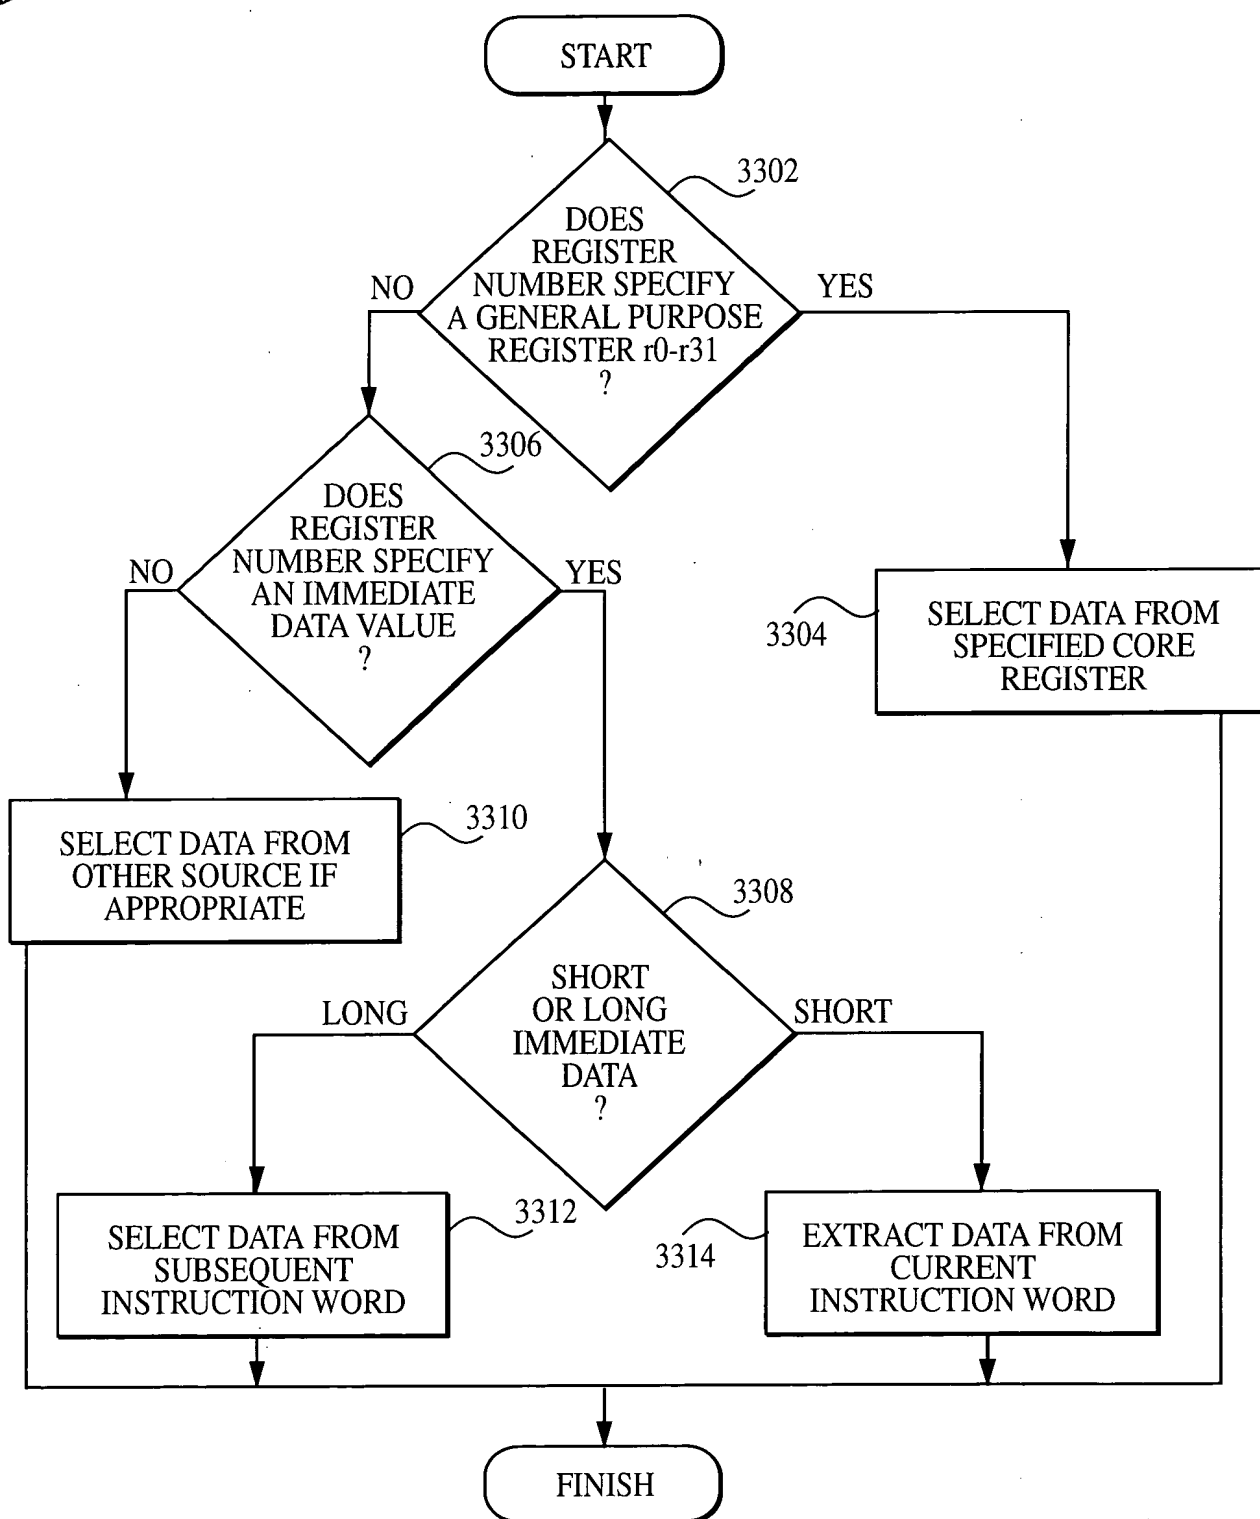 START
3302
DOES
REGISTER
NUMBER SPECIFY
A GENERAL PURPOSE
REGISTER r0-r31
?
NO
YES
3306
DOES
REGISTER
NUMBER SPECIFY
AN IMMEDIATE
DATA VALUE
?
NO
YES
3304
SELECT DATA FROM
SPECIFIED CORE
REGISTER
3310
SELECT DATA FROM
OTHER SOURCE IF
APPROPRIATE
3308
SHORT
OR LONG
IMMEDIATE
DATA
?
LONG
SHORT
3312
SELECT DATA FROM
SUBSEQUENT
INSTRUCTION WORD
3314
EXTRACT DATA FROM
CURRENT
INSTRUCTION WORD
FINISH